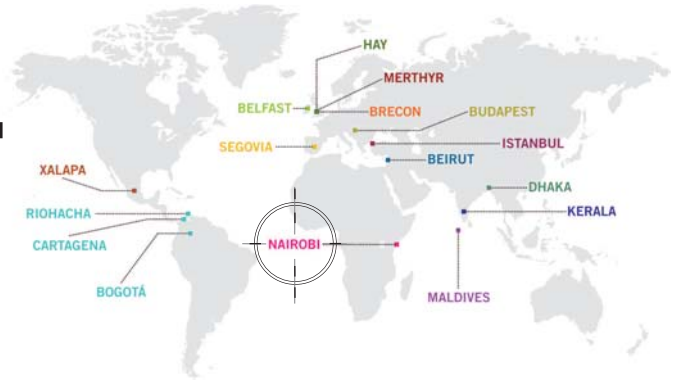 HAY
MERTHYR
BELFAST
BRECON
BUDAPEST
SEGOVIA
ISTANBUL
BEIRUT
XALAPA
DHAKA
RIOHACHA
KERALA
CARTAGENA
NAIROBI
BOGOTÁ
MALDIVES